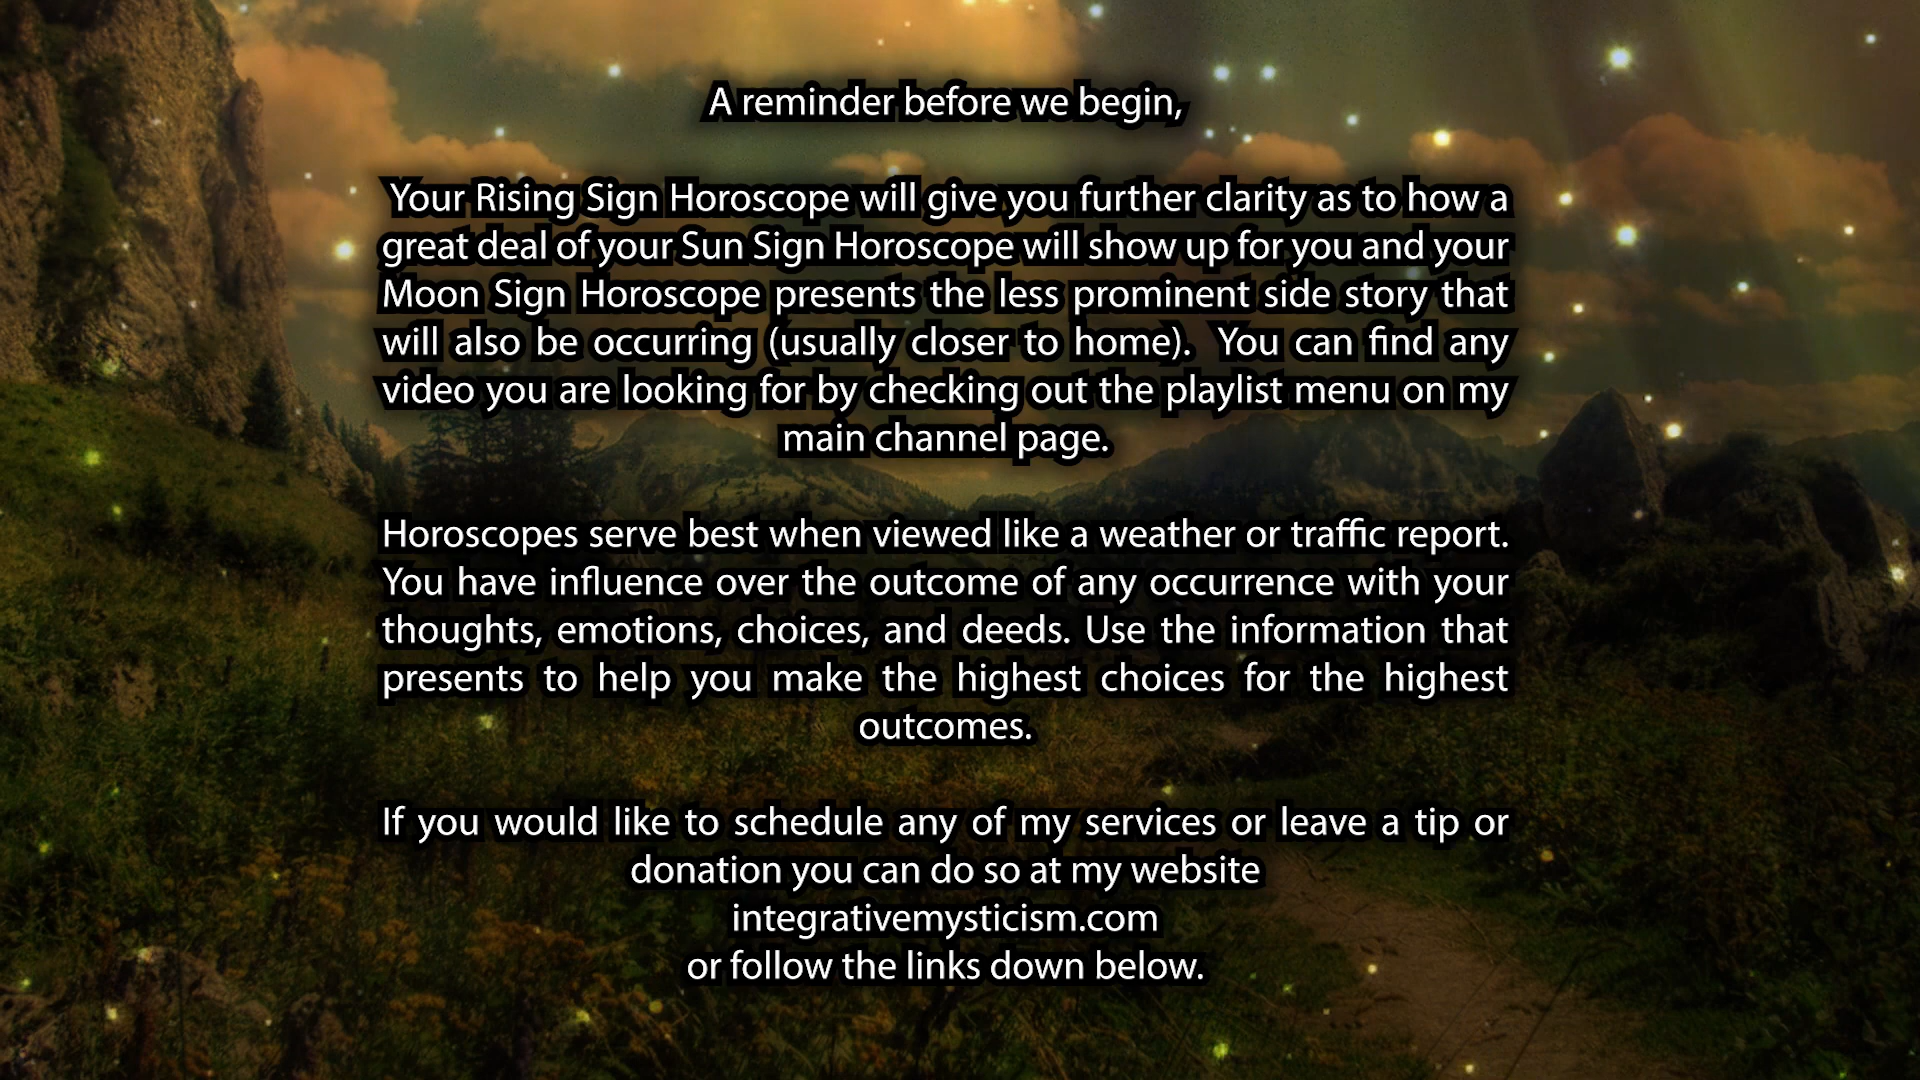 A reminder before we begin,
Your Rising Sign Horoscope will give you further clarity as to how a
great deal of your Sun Sign Horoscope will show up for you and your
Moon Sign Horoscope presents the less prominent side story that
will also be occurring (usually closer to home). You can find any
video you are looking for by checking out the playlist menu on my
main channel page.
Horoscopes serve best when viewed like a weather or traffic report.
You have influence over the outcome of any occurrence with your
thoughts, emotions, choices, and deeds. Use the information that
presents to help you make the highest choices for the highest
outcomes.
If you would like to schedule any of my services or leave a tip or
donation you can do so at my website
integrativemysticism.com
or follow the links down below.